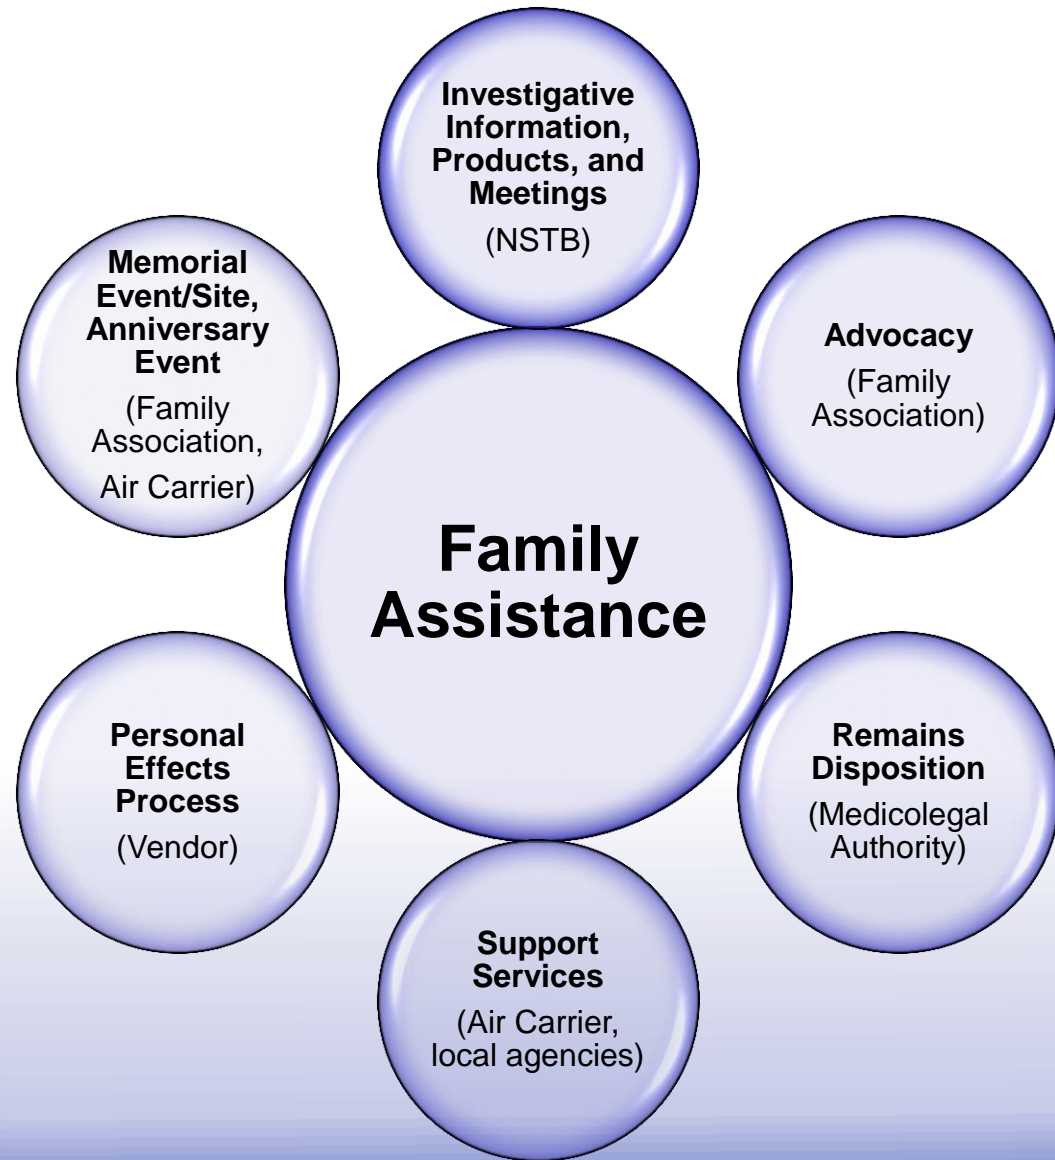 Investigative
Information,
Products, and
Meetings
(NSTB)
Advocacy
(Family
Association)
Remains
Disposition
(Medicolegal
Authority)
Support
Services
(Air Carrier,
local agencies)
Personal
Effects
Process
(Vendor)
Memorial
Event/Site,
Anniversary
Event
(Family
Association,
Air Carrier)
Family
Assistance